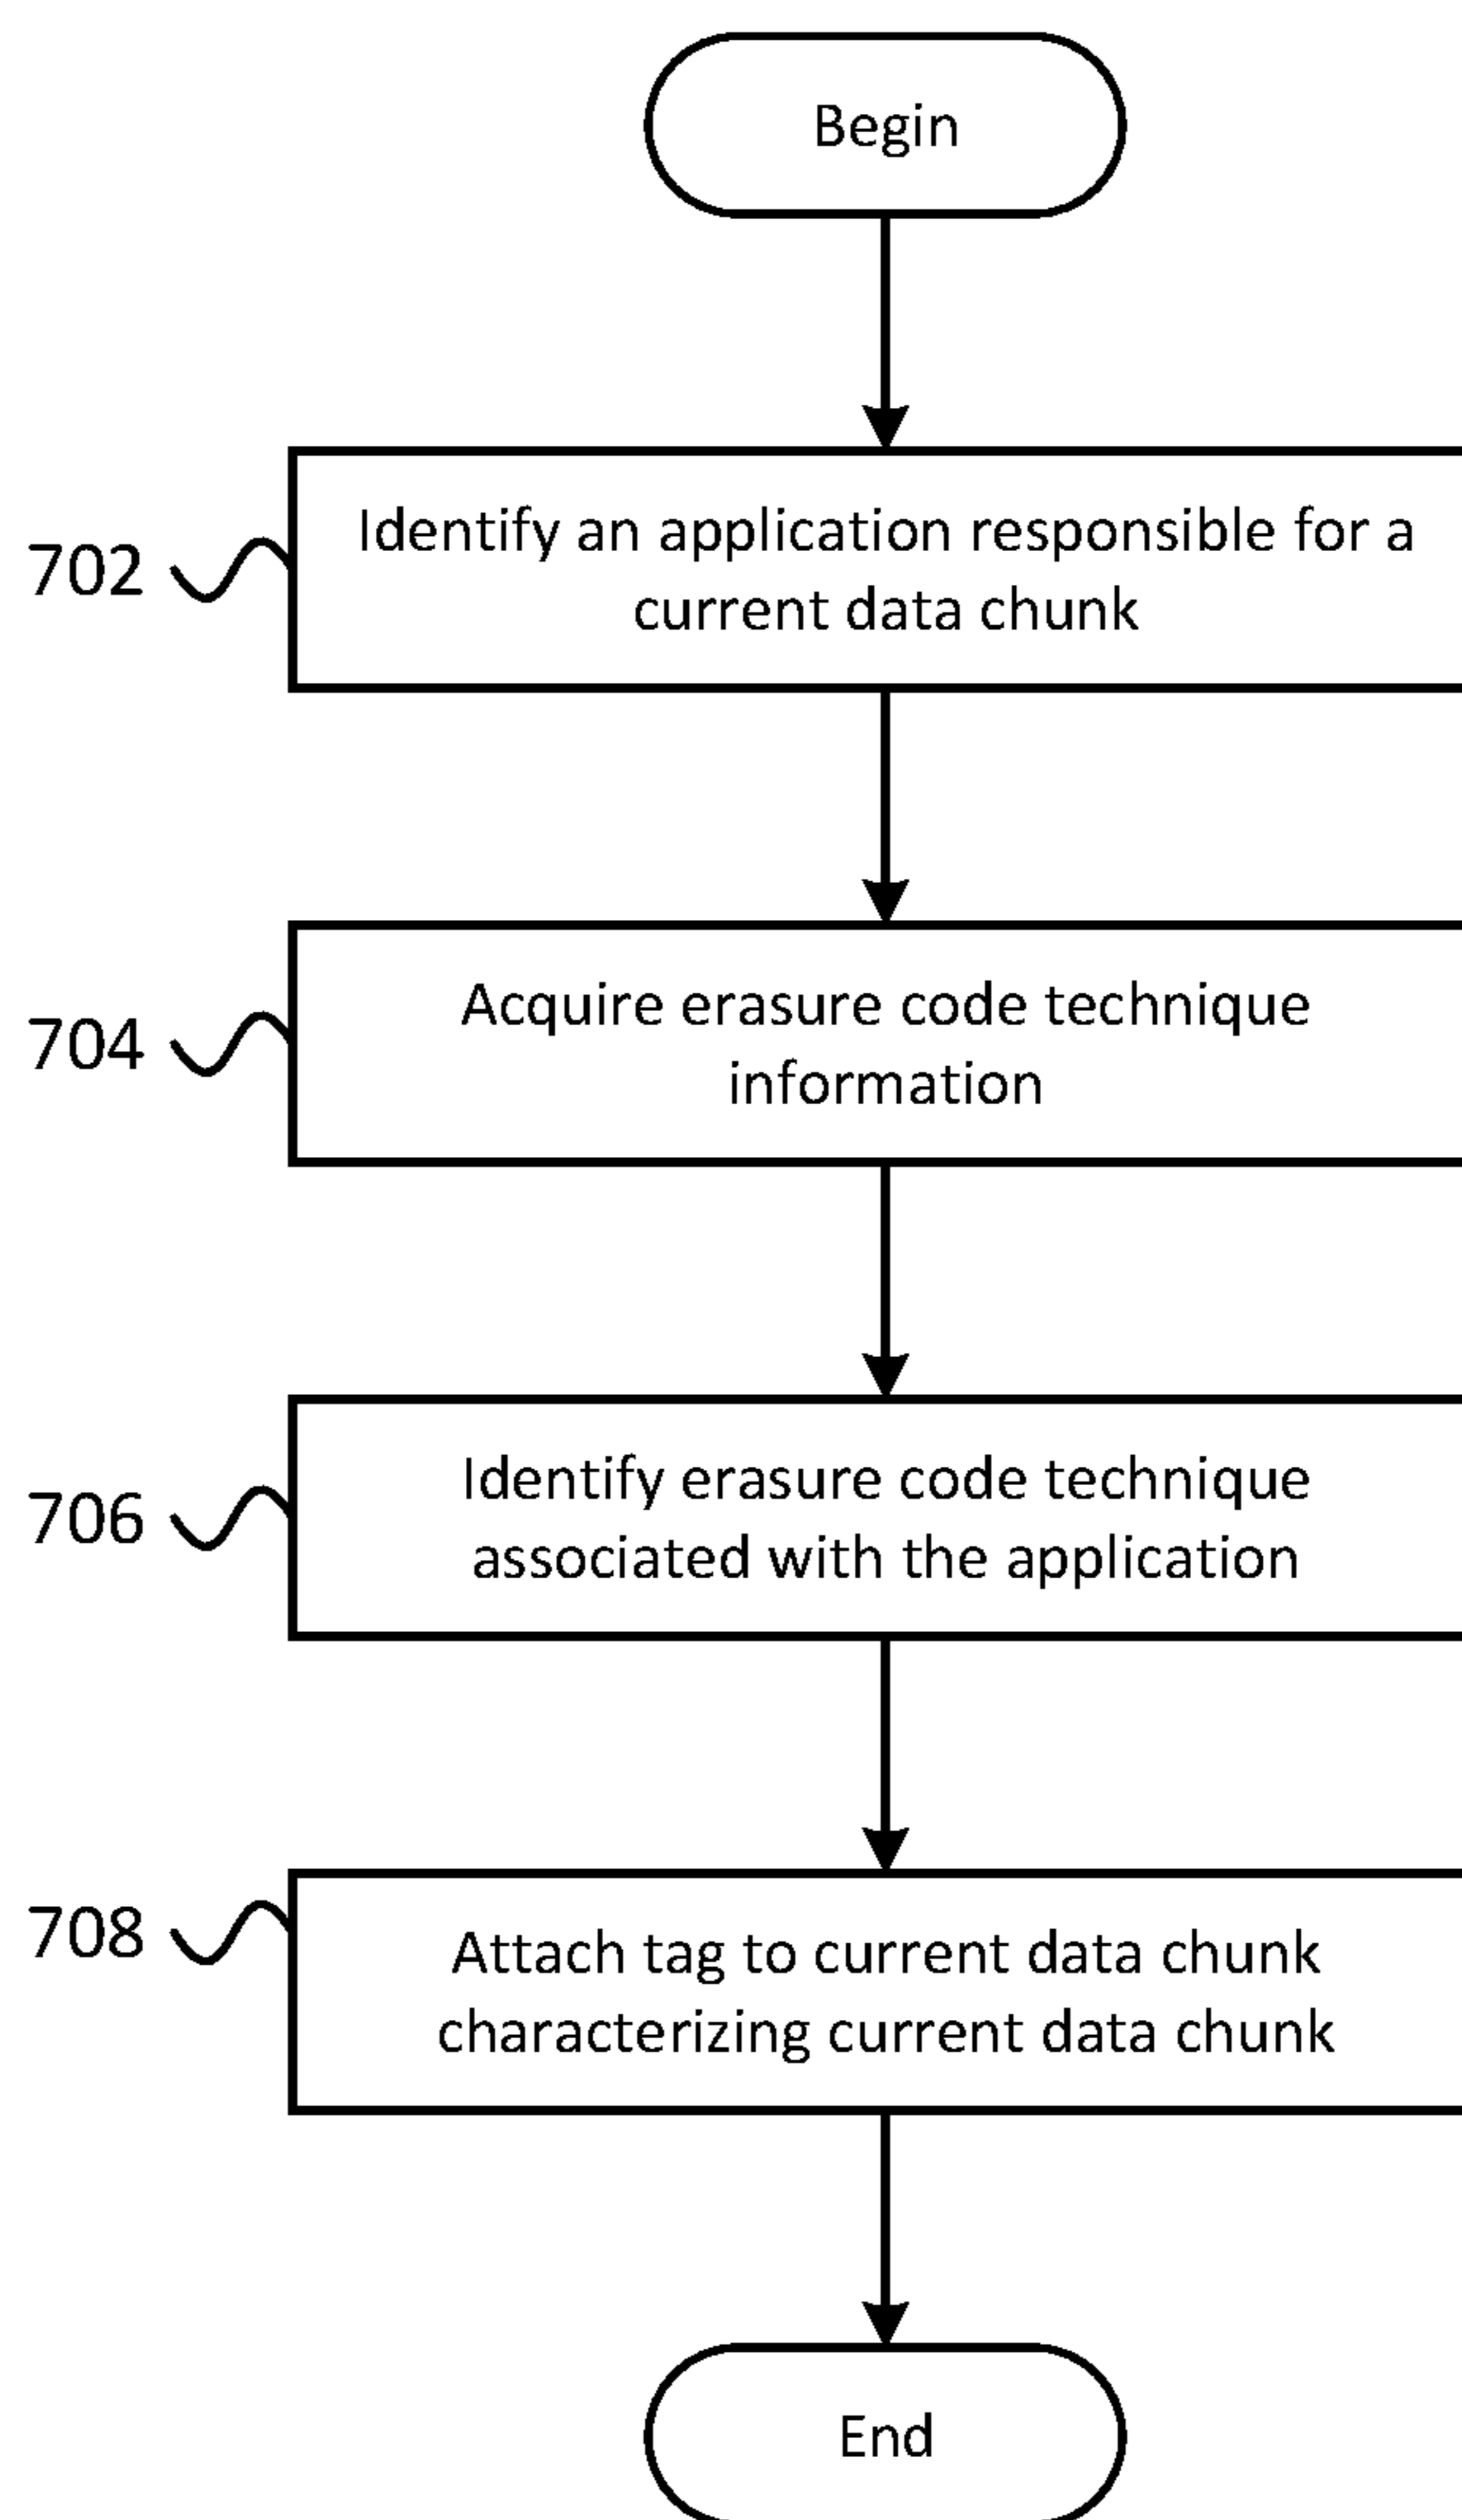 Begin
702
Identify an application responsible for a
current data chunk
704
Acquire erasure code technique
information
706
Identify erasure code technique
associated with the application
708
Attach tag to current data chunk
characterizing current data chunk
End